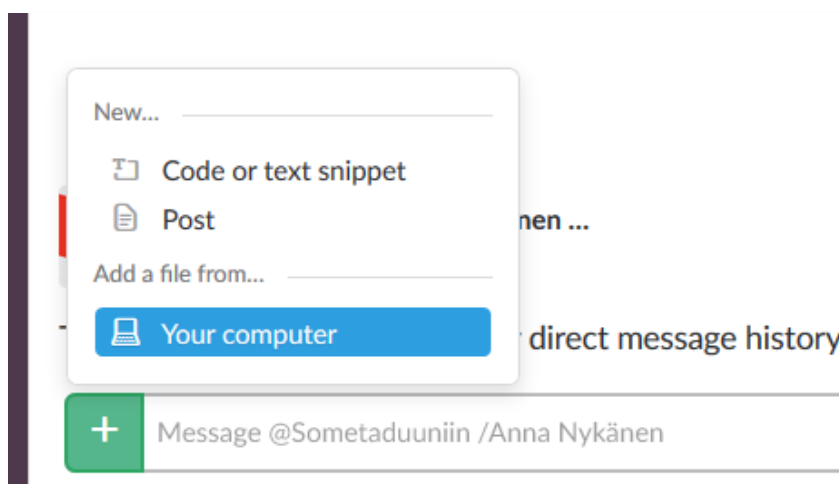 New...
Code or text snippet
Post
nen ...
Add a file from...
Your computer
direct message history
Message @Sometaduuniin /Anna Nykänen